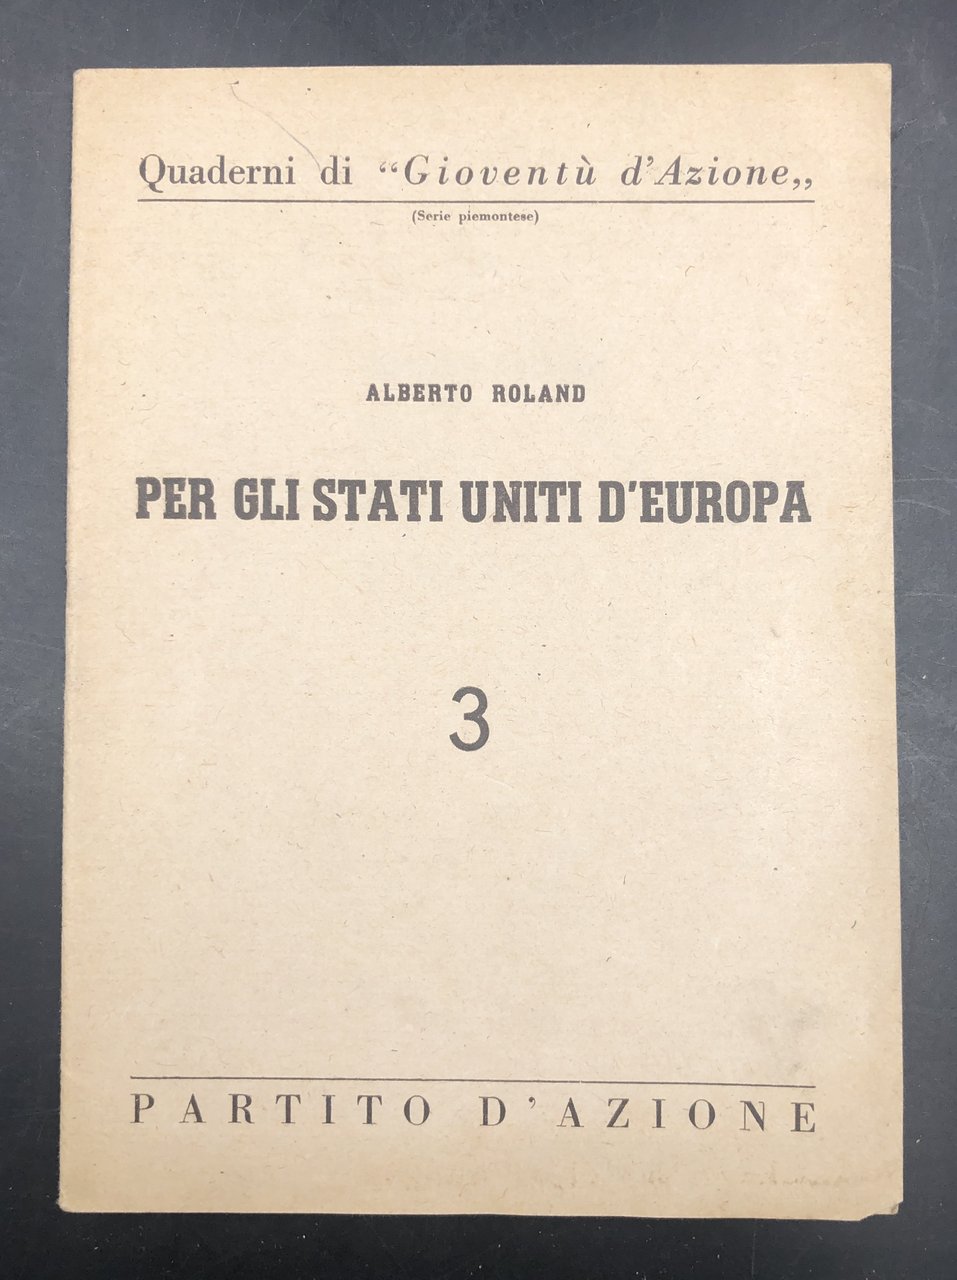 Quaderni di “Gioventù d'Azione„
(Serie piemontese)
ALBERTO ROLAND
PER GLI STATI UNITI D'EUROPA
3
PARTITO D'AZIONE